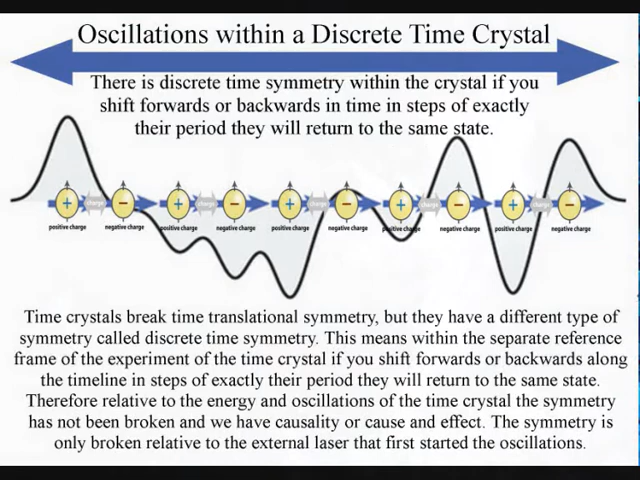 Oscillations within a Discrete Time Crystal
There is discrete time symmetry within the crystal if you
shift forwards or backwards in time in steps of exactly
their period they will return to the same state.
+ charge − + charge − + charge − + charge − + charge −
positive charge negative charge positive charge negative charge positive charge negative charge positive charge negative charge positive charge negative charge
Time crystals break time translational symmetry, but they have a different type of
symmetry called discrete time symmetry. This means within the separate reference
frame of the experiment of the time crystal if you shift forwards or backwards along
the timeline in steps of exactly their period they will return to the same state.
Therefore relative to the energy and oscillations of the time crystal the symmetry
has not been broken and we have causality or cause and effect. The symmetry is
only broken relative to the external laser that first started the oscillations.